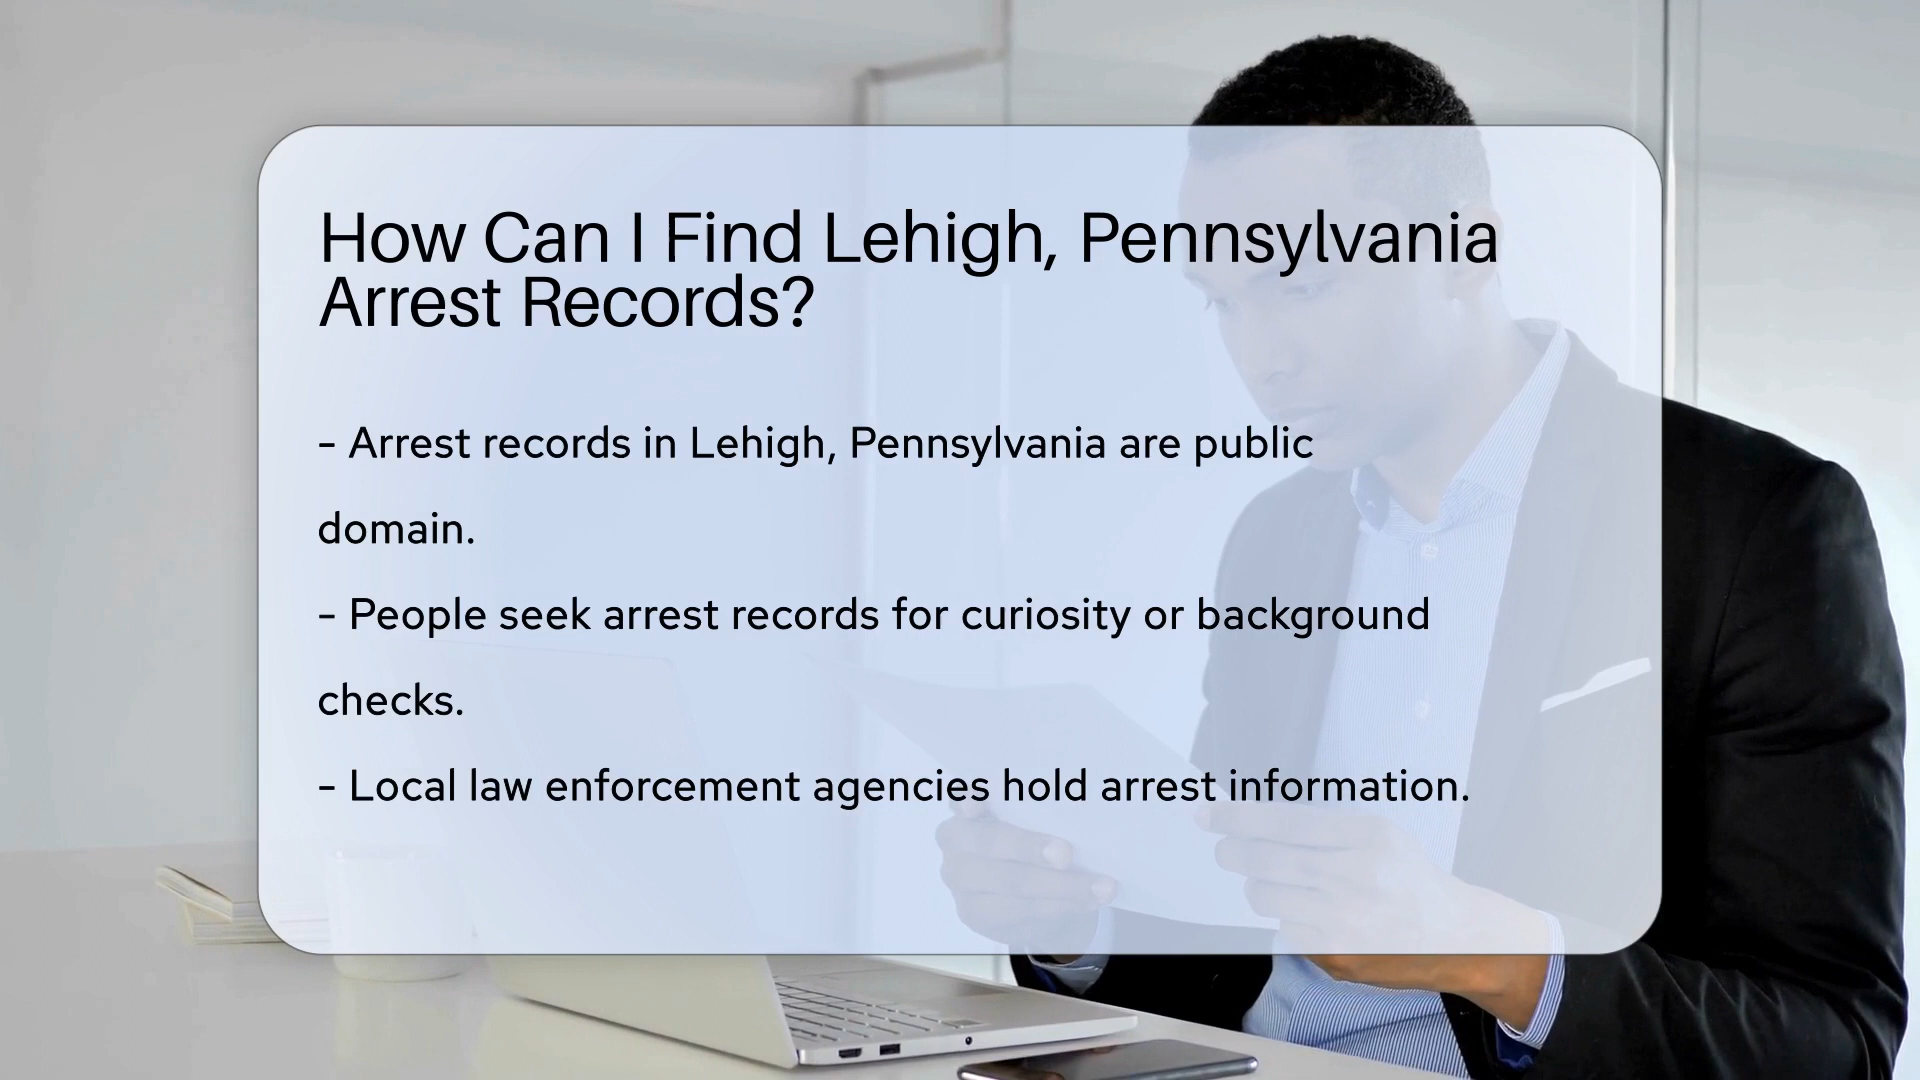 How Can I Find Lehigh, Pennsylvania
Arrest Records?
- Arrest records in Lehigh, Pennsylvania are public
domain.
- People seek arrest records for curiosity or background
checks.
- Local law enforcement agencies hold arrest information.